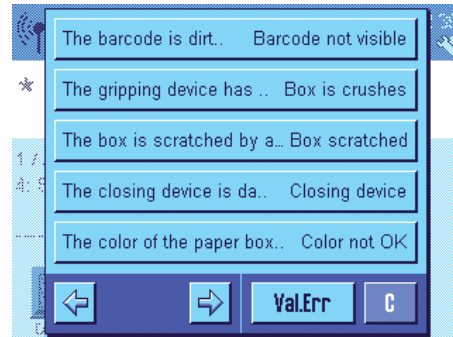 The barcode is dirt.. Barcode not visible
The gripping device has .. Box is crushes
The box is scratched by a... Box scratched
The closing device is da.. Closing device
The color of the paper box.. Color not OK
Val.Err C